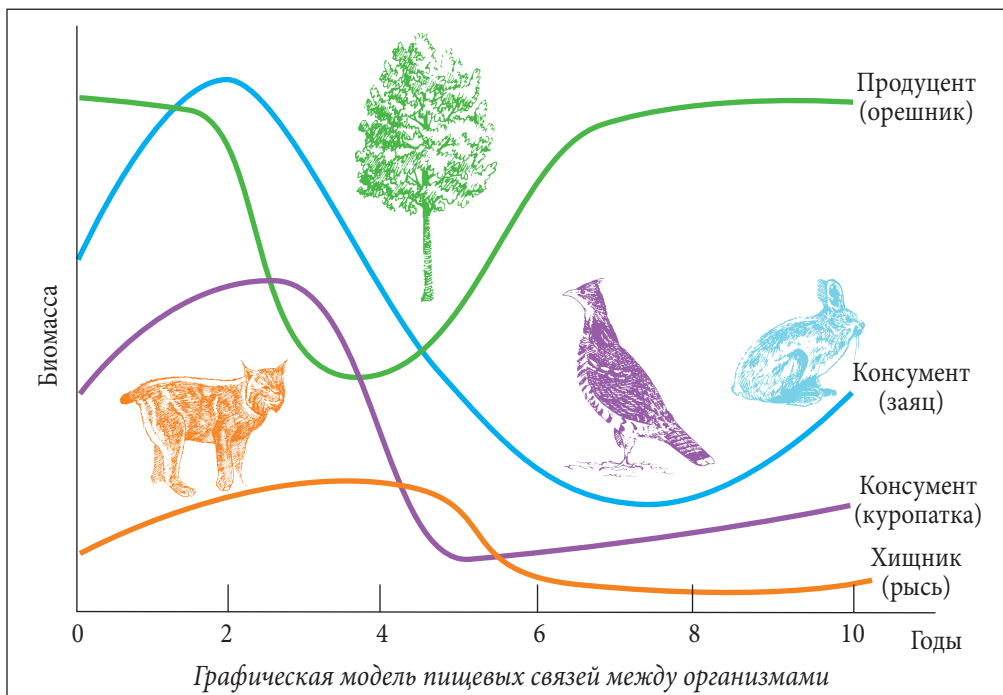 Продуцент
(орешник)
Биомасса
Консумент
(заяц)
Консумент
(куропатка)
Хищник
(рысь)
0 2 4 6 8 10 Годы
Графическая модель пищевых связей между организмами